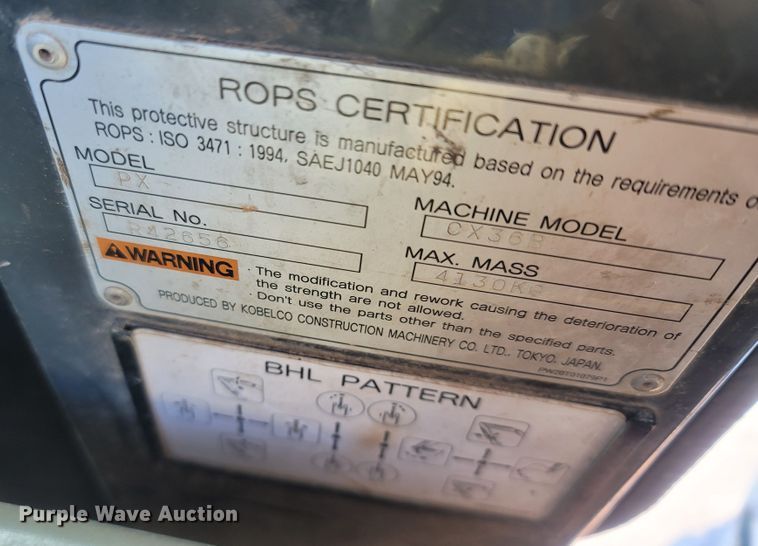 ROPS CERTIFICATION
This protective structure is manufactured based on the requirements o
ROPS : ISO 3471 : 1994, SAEJ1040 MAY94.
MODEL
PX
SERIAL No.
R42656
MACHINE MODEL
CX36B
MAX. MASS
4130KG
WARNING
· The modification and rework causing the deterioration of
the strength are not allowed.
· Don't use the parts other than the specified parts.
PRODUCED BY KOBELCO CONSTRUCTION MACHINERY CO. LTD., TOKYO, JAPAN.
PW20T01079P1
BHL PATTERN
Purple Wave Auction